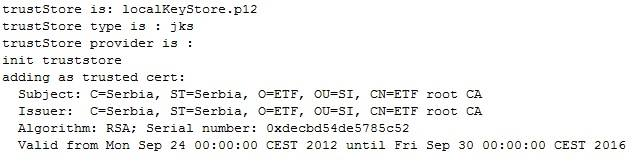 trustStore is: localKeyStore.p12
trustStore type is : jks
trustStore provider is :
init truststore
adding as trusted cert:
  Subject: C=Serbia, ST=Serbia, O=ETF, OU=SI, CN=ETF root CA
  Issuer:  C=Serbia, ST=Serbia, O=ETF, OU=SI, CN=ETF root CA
  Algorithm: RSA; Serial number: 0xdecbd54de5785c52
  Valid from Mon Sep 24 00:00:00 CEST 2012 until Fri Sep 30 00:00:00 CEST 2016